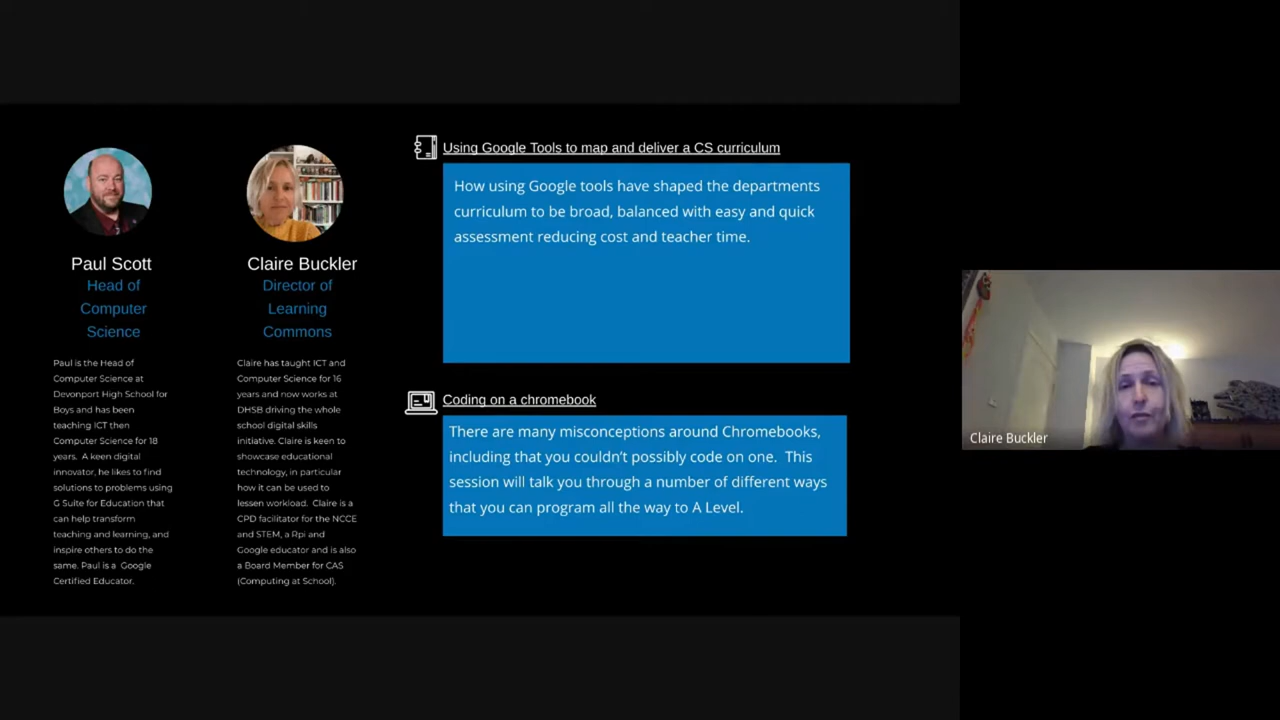 Paul Scott
Head of
Computer
Science
Paul is the Head of
Computer Science at
Devonport High School for
Boys and has been
teaching ICT then
Computer Science for 18
years. A keen digital
innovator, he likes to find
solutions to problems using
G Suite for Education that
can help transform
teaching and learning, and
inspire others to do the
same. Paul is a Google
Certified Educator.
Claire Buckler
Director of
Learning
Commons
Claire has taught ICT and
Computer Science for 16
years and now works at
DHSB driving the whole
school digital skills
initiative. Claire is keen to
showcase educational
technology, in particular
how it can be used to
lessen workload. Claire is a
CPD facilitator for the NCCE
and STEM, a Rpi and
Google educator and is also
a Board Member for CAS
(Computing at School).
Using Google Tools to map and deliver a CS curriculum
How using Google tools have shaped the departments
curriculum to be broad, balanced with easy and quick
assessment reducing cost and teacher time.
Coding on a chromebook
There are many misconceptions around Chromebooks,
including that you couldn't possibly code on one. This
session will talk you through a number of different ways
that you can program all the way to A Level.
Claire Buckler